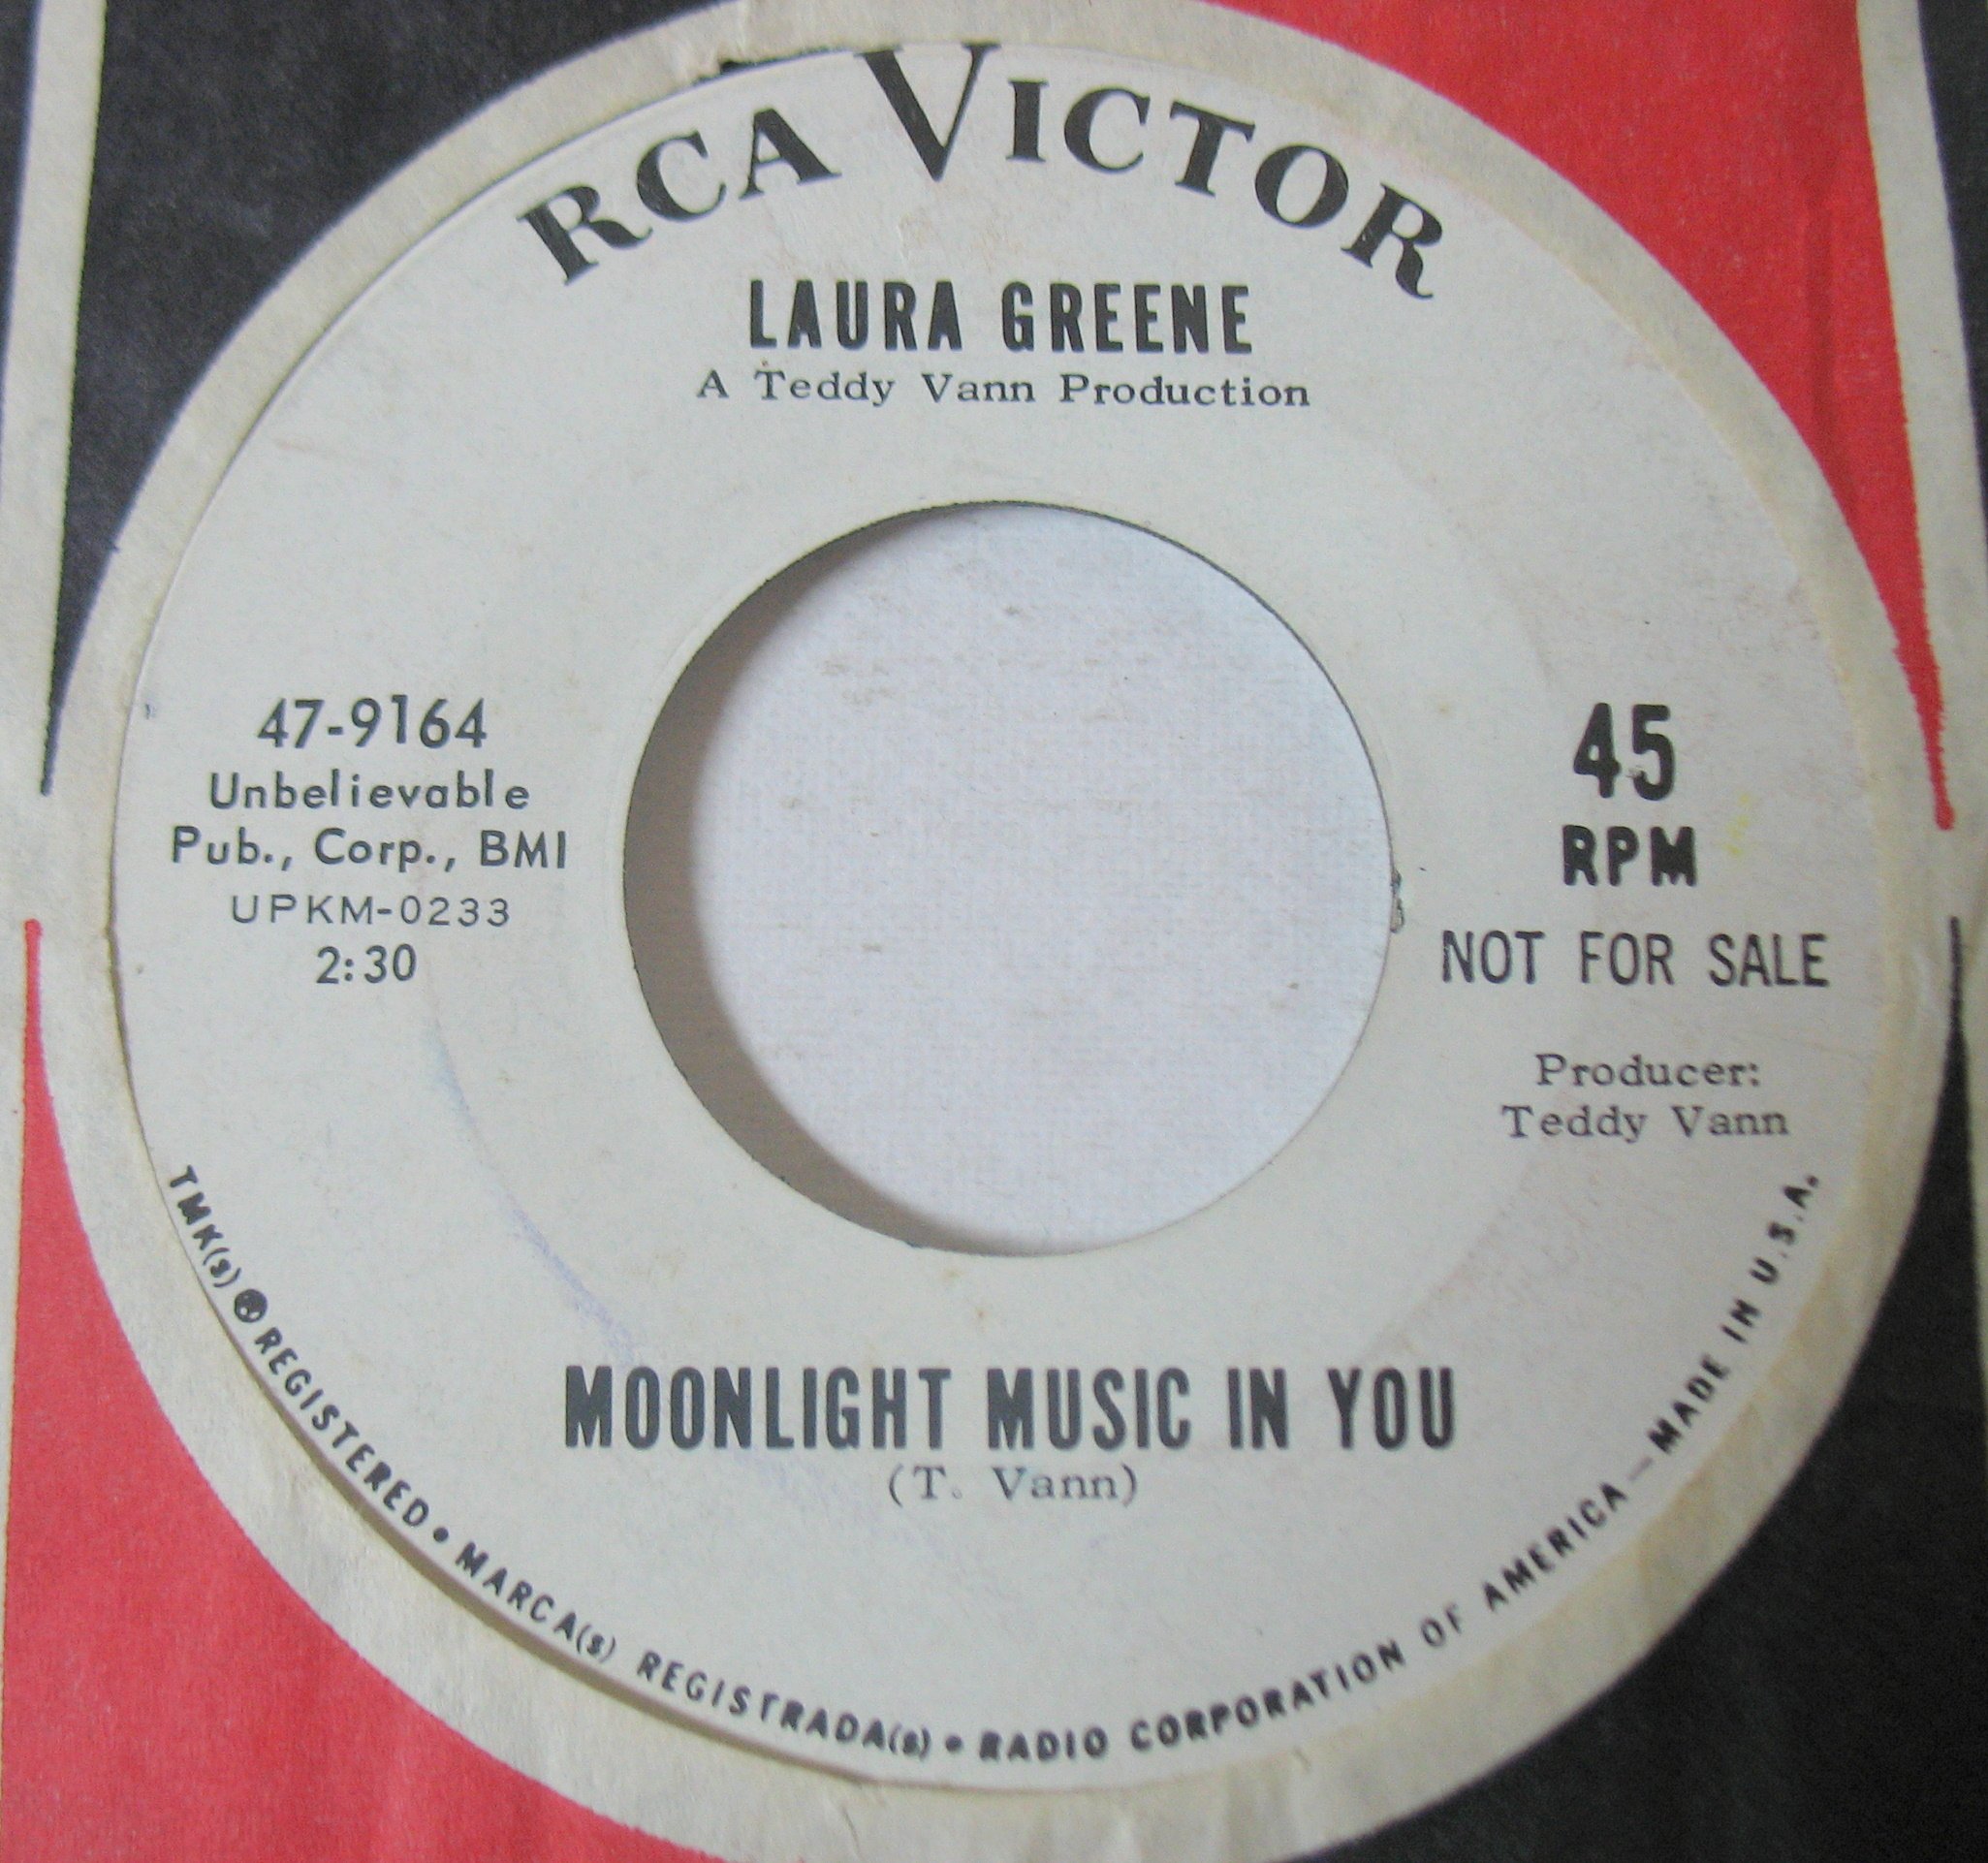 RCA VICTOR
LAURA GREENE
A Teddy Vann Production
47-9164
Unbelievable
Pub., Corp., BMI
UPKM-0233
2:30
45
RPM
NOT FOR SALE
Producer:
Teddy Vann
MOONLIGHT MUSIC IN YOU
(T. Vann)
TMK(s) ® REGISTERED • MARCA(s) REGISTRADA(s) • RADIO CORPORATION OF AMERICA—MADE IN U.S.A.